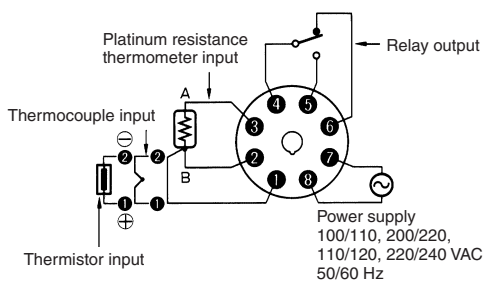 Platinum resistance
thermometer input
Relay output
A
4
5
3
6
Thermocouple input
⊖
2
2
2
7
B
1
8
1
1
⊕
Power supply
100/110, 200/220,
110/120, 220/240 VAC
50/60 Hz
Thermistor input